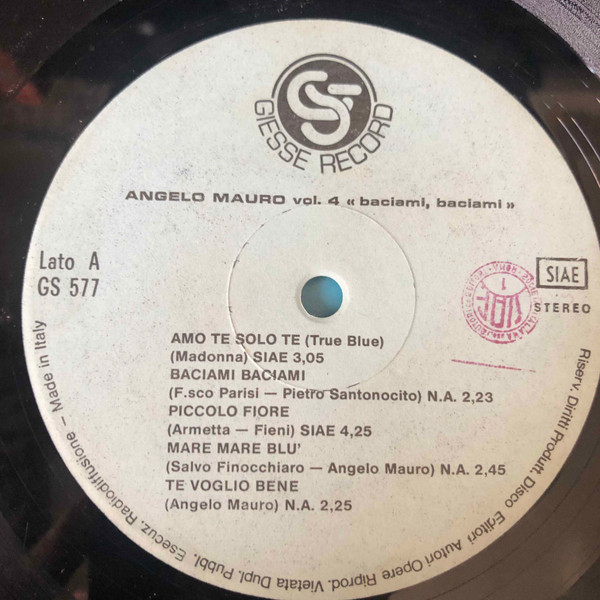 GS
GIESSE RECORD
ANGELO MAURO vol. 4 « baciami, baciami »
Lato A
GS 577
SIAE
STEREO
AMO TE SOLO TE (True Blue)
(Madonna) SIAE 3,05
BACIAMI BACIAMI
(F.sco Parisi — Pietro Santonocito) N.A. 2,23
PICCOLO FIORE
(Armetta — Fieni) SIAE 4,25
MARE MARE BLU'
(Salvo Finocchiaro — Angelo Mauro) N.A. 2,45
TE VOGLIO BENE
(Angelo Mauro) N.A. 2,25
Riserv. Diritti Produtt. Disco Editori Autori Opere Riprod. Vietata Dupl. Pubbl. Esecuz. Radiodiffusione — Made in Italy